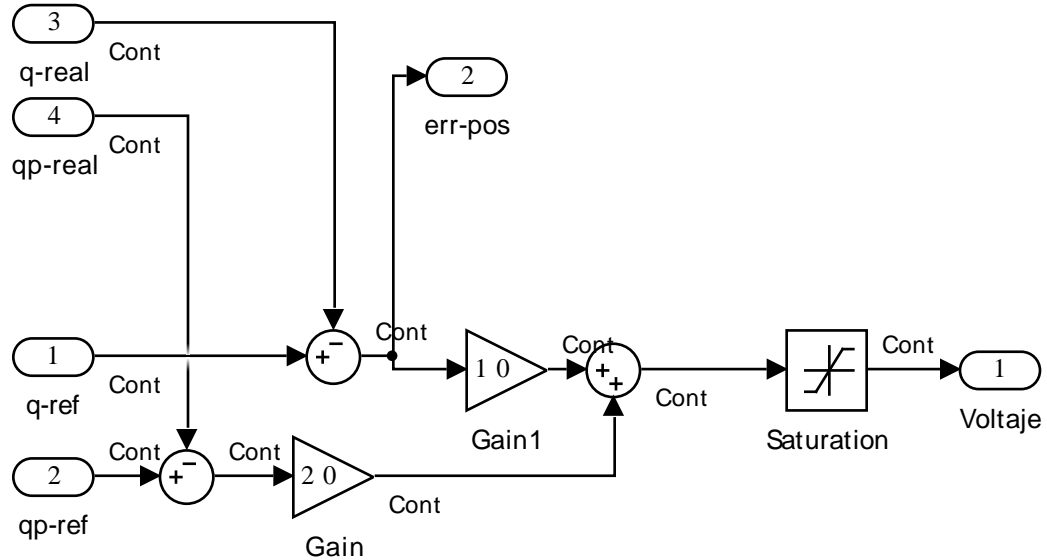 3
Cont
q-real
2
4
err-pos
Cont
qp-real
+ −
Cont
1 0
Cont
+
+
1
Cont
q-ref
Cont
Cont
1
Voltaje
Gain1
Saturation
2
Cont
+ −
Cont
2 0
Cont
qp-ref
Gain